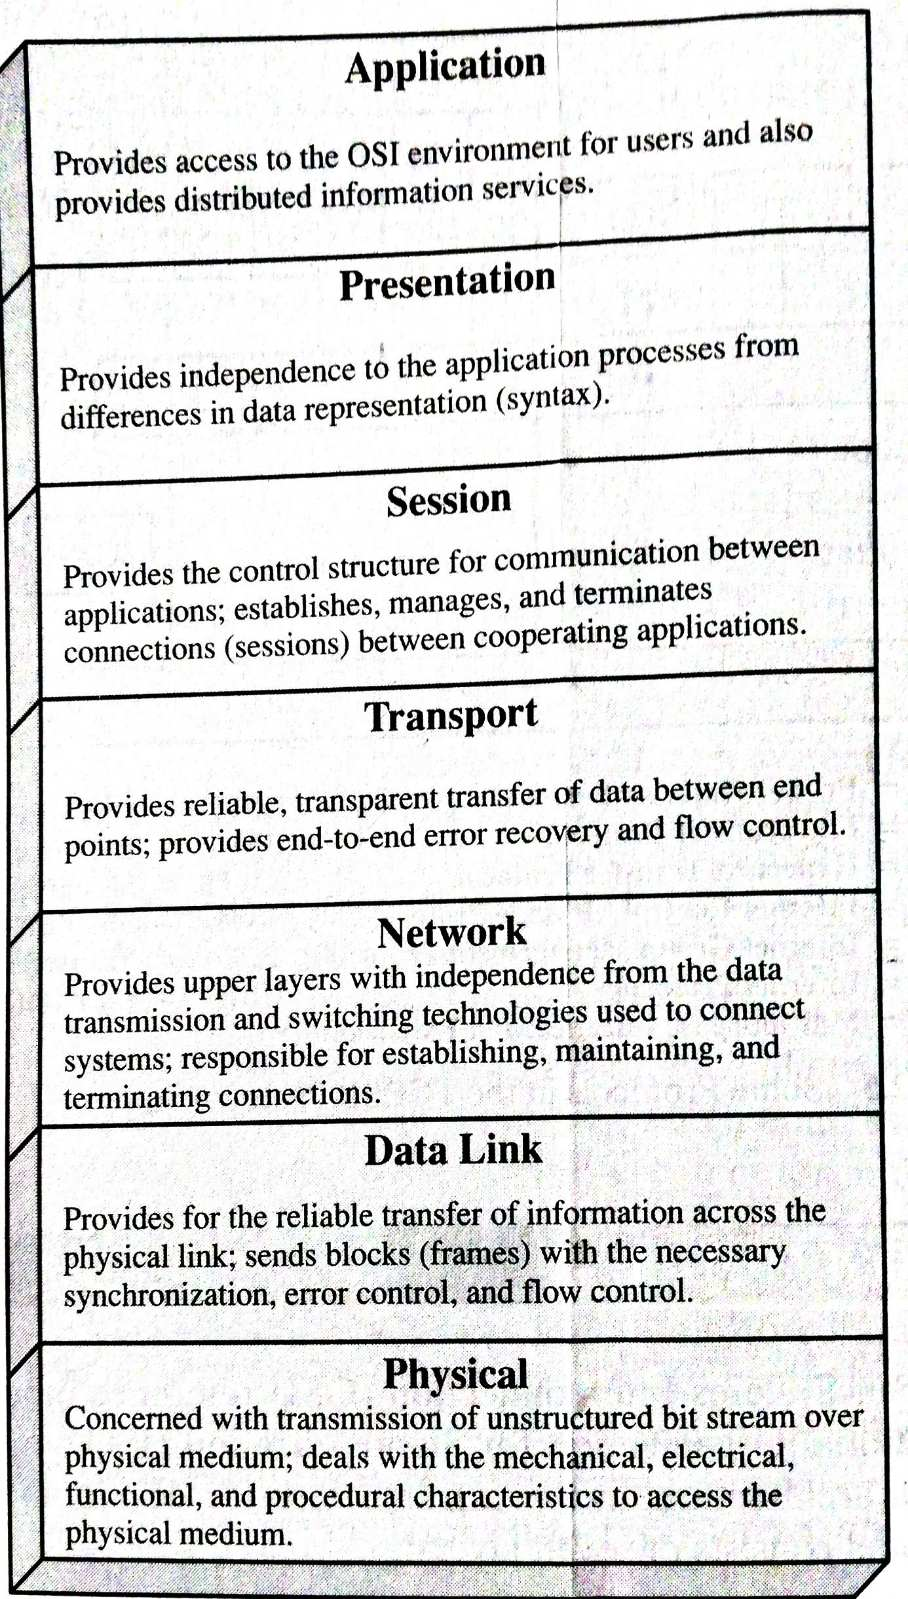 Application
Provides access to the OSI environment for users and also
provides distributed information services.
Presentation
Provides independence to the application processes from
differences in data representation (syntax).
Session
Provides the control structure for communication between
applications; establishes, manages, and terminates
connections (sessions) between cooperating applications.
Transport
Provides reliable, transparent transfer of data between end
points; provides end-to-end error recovery and flow control.
Network
Provides upper layers with independence from the data
transmission and switching technologies used to connect
systems; responsible for establishing, maintaining, and
terminating connections.
Data Link
Provides for the reliable transfer of information across the
physical link; sends blocks (frames) with the necessary
synchronization, error control, and flow control.
Physical
Concerned with transmission of unstructured bit stream over
physical medium; deals with the mechanical, electrical,
functional, and procedural characteristics to access the
physical medium.